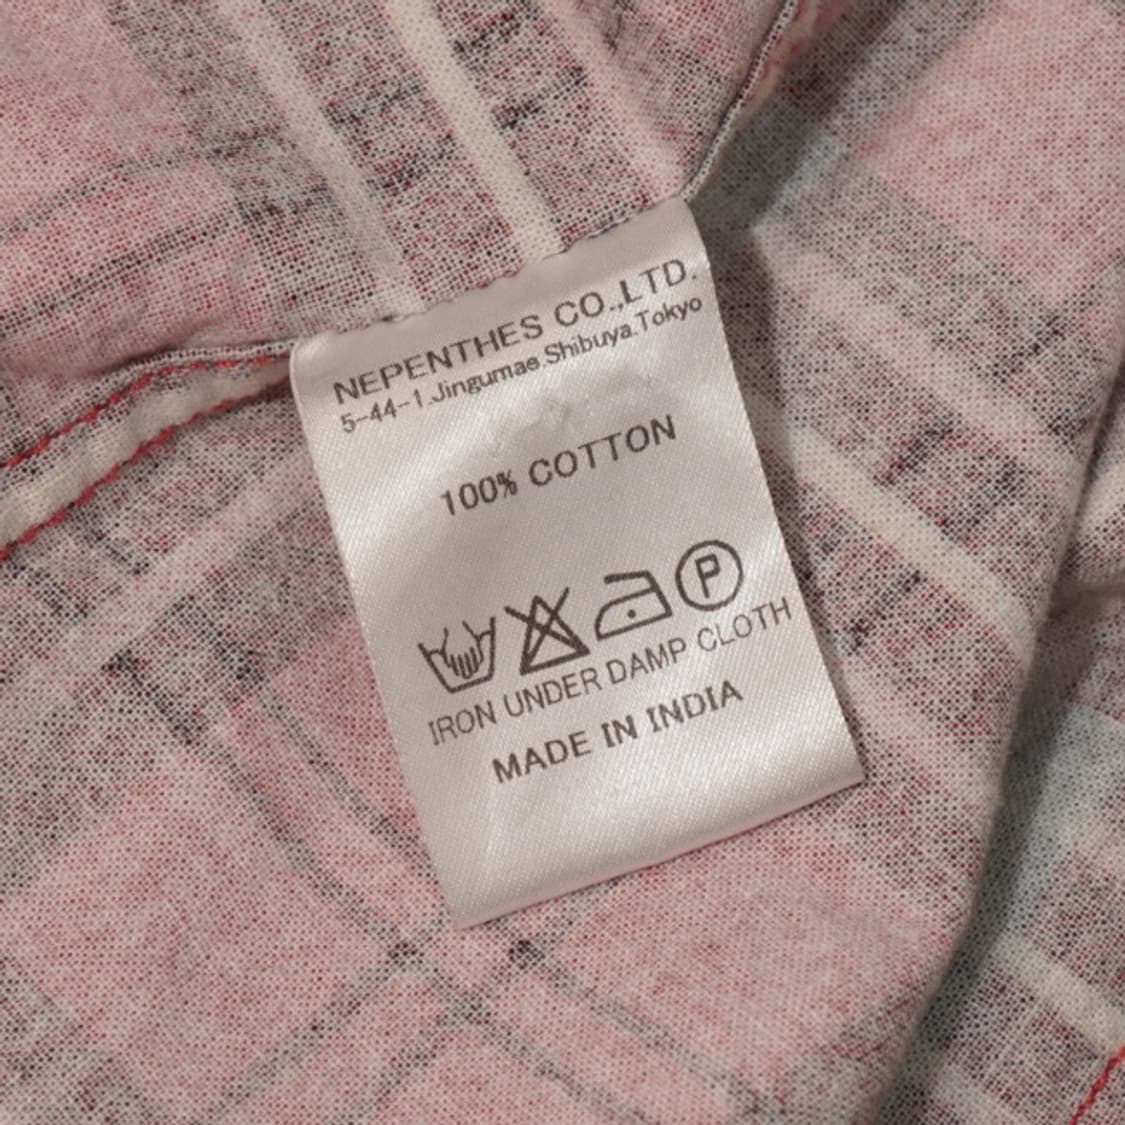 NEPENTHES CO.,LTD.
5-44-1.Jingumae.Shibuya.Tokyo
100% COTTON
P
IRON UNDER DAMP CLOTH
MADE IN INDIA